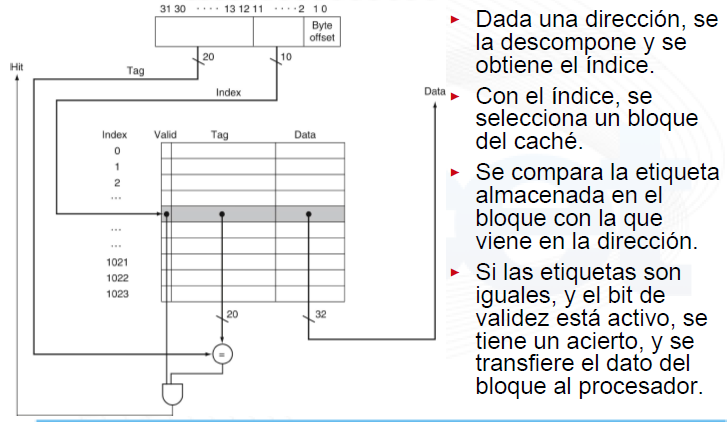 31 30 ···· 13 12 11 ····2 1 0
Byte
offset
20
10
Hit
Tag
Index
Data
Index Valid Tag Data
0
1
2
...
...
...
1021
1022
1023
20
32
=
► Dada una dirección, se
la descompone y se
obtiene el índice.
► Con el índice, se
selecciona un bloque
del caché.
► Se compara la etiqueta
almacenada en el
bloque con la que
viene en la dirección.
► Si las etiquetas son
iguales, y el bit de
validez está activo, se
tiene un acierto, y se
transfiere el dato del
bloque al procesador.